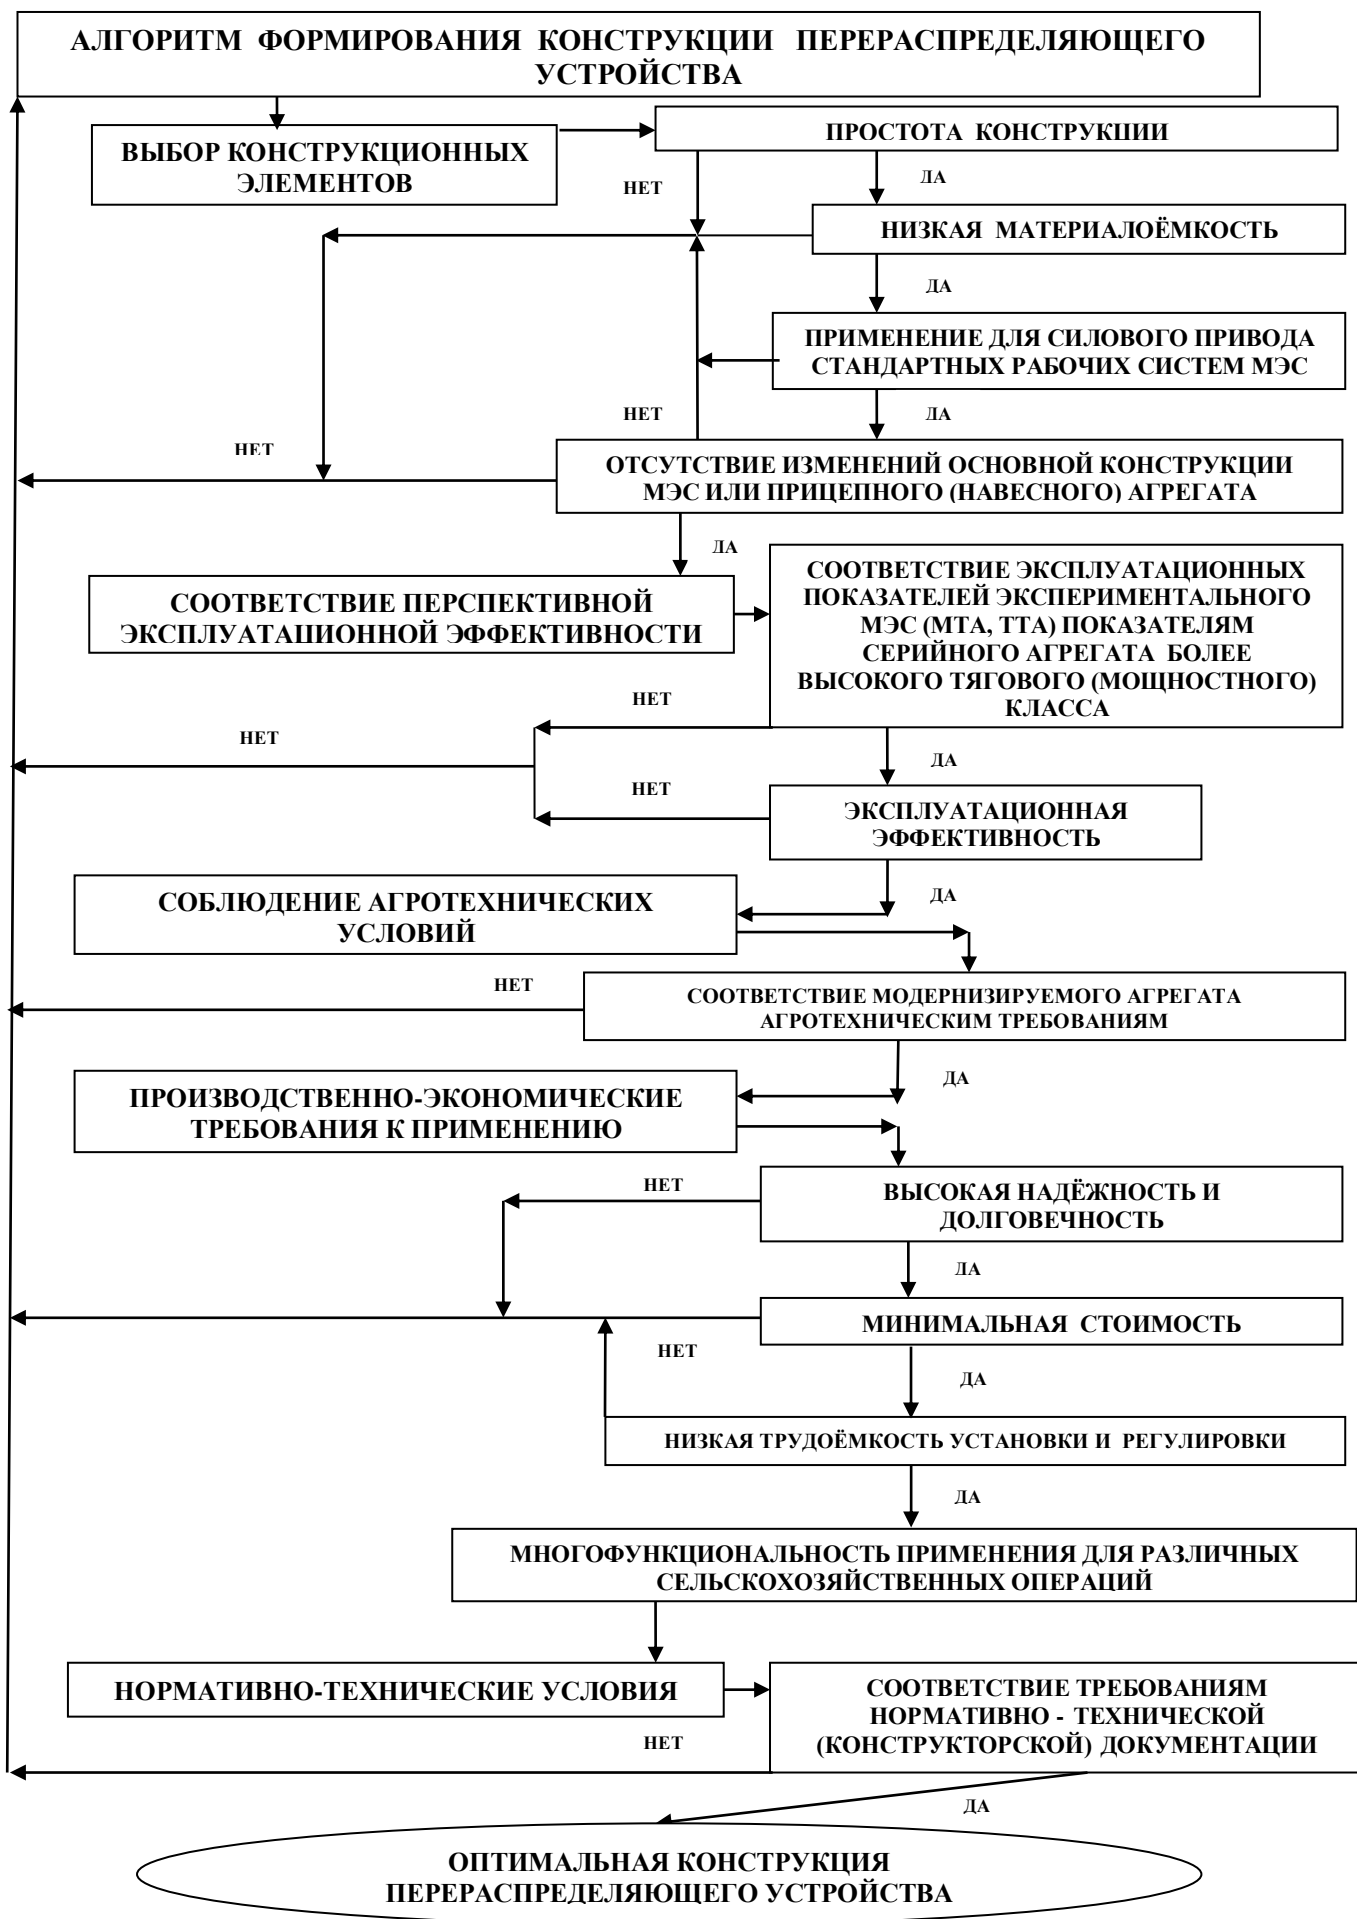 АЛГОРИТМ ФОРМИРОВАНИЯ КОНСТРУКЦИИ ПЕРЕРАСПРЕДЕЛЯЮЩЕГО
УСТРОЙСТВА
ПРОСТОТА КОНСТРУКЦИИ
ВЫБОР КОНСТРУКЦИОННЫХ
ЭЛЕМЕНТОВ
НЕТ
ДА
НИЗКАЯ МАТЕРИАЛОЁМКОСТЬ
ДА
ПРИМЕНЕНИЕ ДЛЯ СИЛОВОГО ПРИВОДА
СТАНДАРТНЫХ РАБОЧИХ СИСТЕМ МЭС
НЕТ
ДА
НЕТ
ОТСУТСТВИЕ ИЗМЕНЕНИЙ ОСНОВНОЙ КОНСТРУКЦИИ
МЭС ИЛИ ПРИЦЕПНОГО (НАВЕСНОГО) АГРЕГАТА
ДА
СООТВЕТСТВИЕ ПЕРСПЕКТИВНОЙ
ЭКСПЛУАТАЦИОННОЙ ЭФФЕКТИВНОСТИ
СООТВЕТСТВИЕ ЭКСПЛУАТАЦИОННЫХ
ПОКАЗАТЕЛЕЙ ЭКСПЕРИМЕНТАЛЬНОГО
МЭС (МТА, ТТА) ПОКАЗАТЕЛЯМ
СЕРИЙНОГО АГРЕГАТА БОЛЕЕ
ВЫСОКОГО ТЯГОВОГО (МОЩНОСТНОГО)
КЛАССА
НЕТ
НЕТ
ДА
НЕТ
ЭКСПЛУАТАЦИОННАЯ
ЭФФЕКТИВНОСТЬ
ДА
СОБЛЮДЕНИЕ АГРОТЕХНИЧЕСКИХ
УСЛОВИЙ
НЕТ
СООТВЕТСТВИЕ МОДЕРНИЗИРУЕМОГО АГРЕГАТА
АГРОТЕХНИЧЕСКИМ ТРЕБОВАНИЯМ
ДА
ПРОИЗВОДСТВЕННО-ЭКОНОМИЧЕСКИЕ
ТРЕБОВАНИЯ К ПРИМЕНЕНИЮ
НЕТ
ВЫСОКАЯ НАДЁЖНОСТЬ И
ДОЛГОВЕЧНОСТЬ
ДА
МИНИМАЛЬНАЯ СТОИМОСТЬ
НЕТ
ДА
НИЗКАЯ ТРУДОЁМКОСТЬ УСТАНОВКИ И РЕГУЛИРОВКИ
ДА
МНОГОФУНКЦИОНАЛЬНОСТЬ ПРИМЕНЕНИЯ ДЛЯ РАЗЛИЧНЫХ
СЕЛЬСКОХОЗЯЙСТВЕННЫХ ОПЕРАЦИЙ
НОРМАТИВНО-ТЕХНИЧЕСКИЕ УСЛОВИЯ
СООТВЕТСТВИЕ ТРЕБОВАНИЯМ
НОРМАТИВНО - ТЕХНИЧЕСКОЙ
(КОНСТРУКТОРСКОЙ) ДОКУМЕНТАЦИИ
НЕТ
ДА
ОПТИМАЛЬНАЯ КОНСТРУКЦИЯ
ПЕРЕРАСПРЕДЕЛЯЮЩЕГО УСТРОЙСТВА